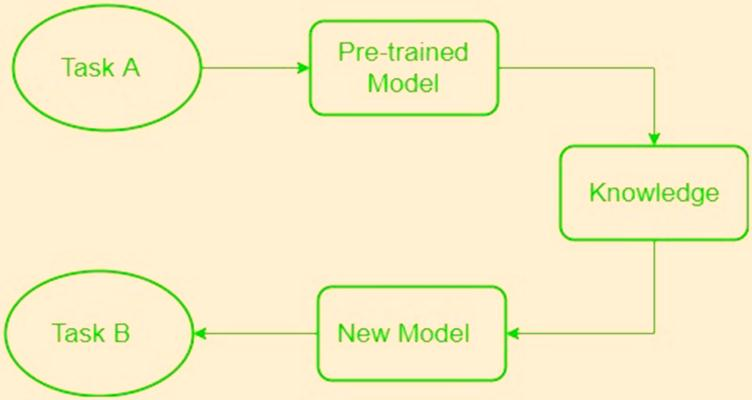 Task A
Pre-trained
Model
Knowledge
New Model
Task B